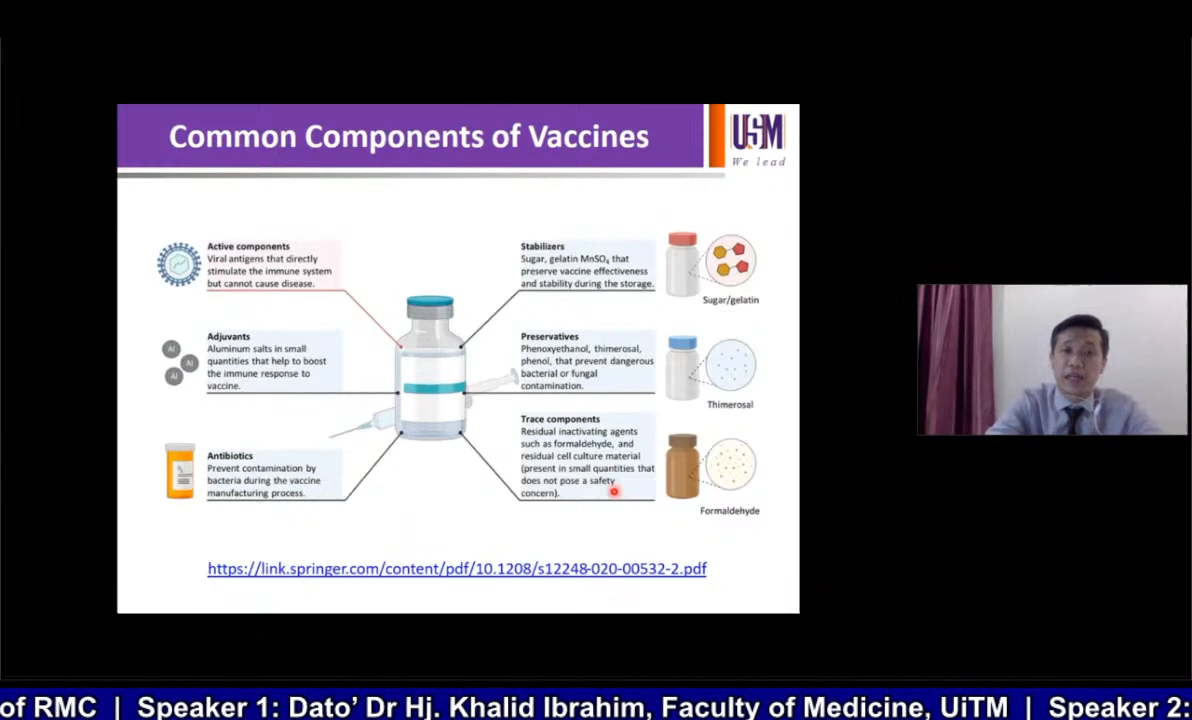 Common Components of Vaccines
USM
We lead
Active components
Viral antigens that directly
stimulate the immune system
but cannot cause disease.
Adjuvants
Aluminum salts in small
quantities that help to boost
the immune response to
vaccine.
Al
Al
Al
Antibiotics
Prevent contamination by
bacteria during the vaccine
manufacturing process.
Stabilizers
Sugar, gelatin MnSO₄ that
preserve vaccine effectiveness
and stability during the storage.
Sugar/gelatin
Preservatives
Phenoxyethanol, thimerosal,
phenol, that prevent dangerous
bacterial or fungal
contamination.
Thimerosal
Trace components
Residual inactivating agents
such as formaldehyde, and
residual cell culture material
(present in small quantities that
does not pose a safety
concern).
Formaldehyde
https://link.springer.com/content/pdf/10.1208/s12248-020-00532-2.pdf
of RMC | Speaker 1: Dato’ Dr Hj. Khalid Ibrahim, Faculty of Medicine, UiTM | Speaker 2: